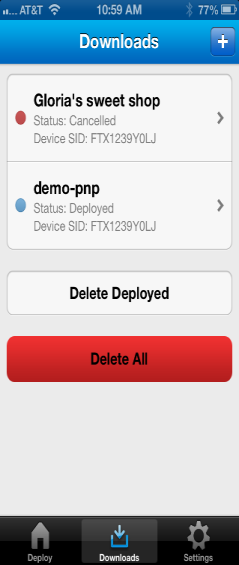 AT&T 10:59 AM 77%
Downloads +
Gloria's sweet shop
Status: Cancelled
Device SID: FTX1239Y0LJ
demo-pnp
Status: Deployed
Device SID: FTX1239Y0LJ
Delete Deployed
Delete All
Deploy Downloads Settings